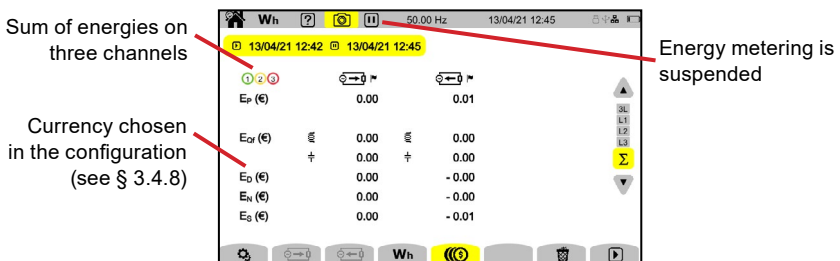 Sum of energies on
three channels
Wh ? 50.00 Hz 13/04/21 12:45
13/04/21 12:42 13/04/21 12:45
Energy metering is
suspended
1 2 3
EP (€) 0.00 0.01
3L
L1
L2
L3
Σ
Currency chosen
in the configuration
(see § 3.4.8)
EQf (€) 0.00 0.00
0.00 0.00
ED (€) 0.00 - 0.00
EN (€) 0.00 - 0.00
ES (€) 0.00 - 0.01
Wh